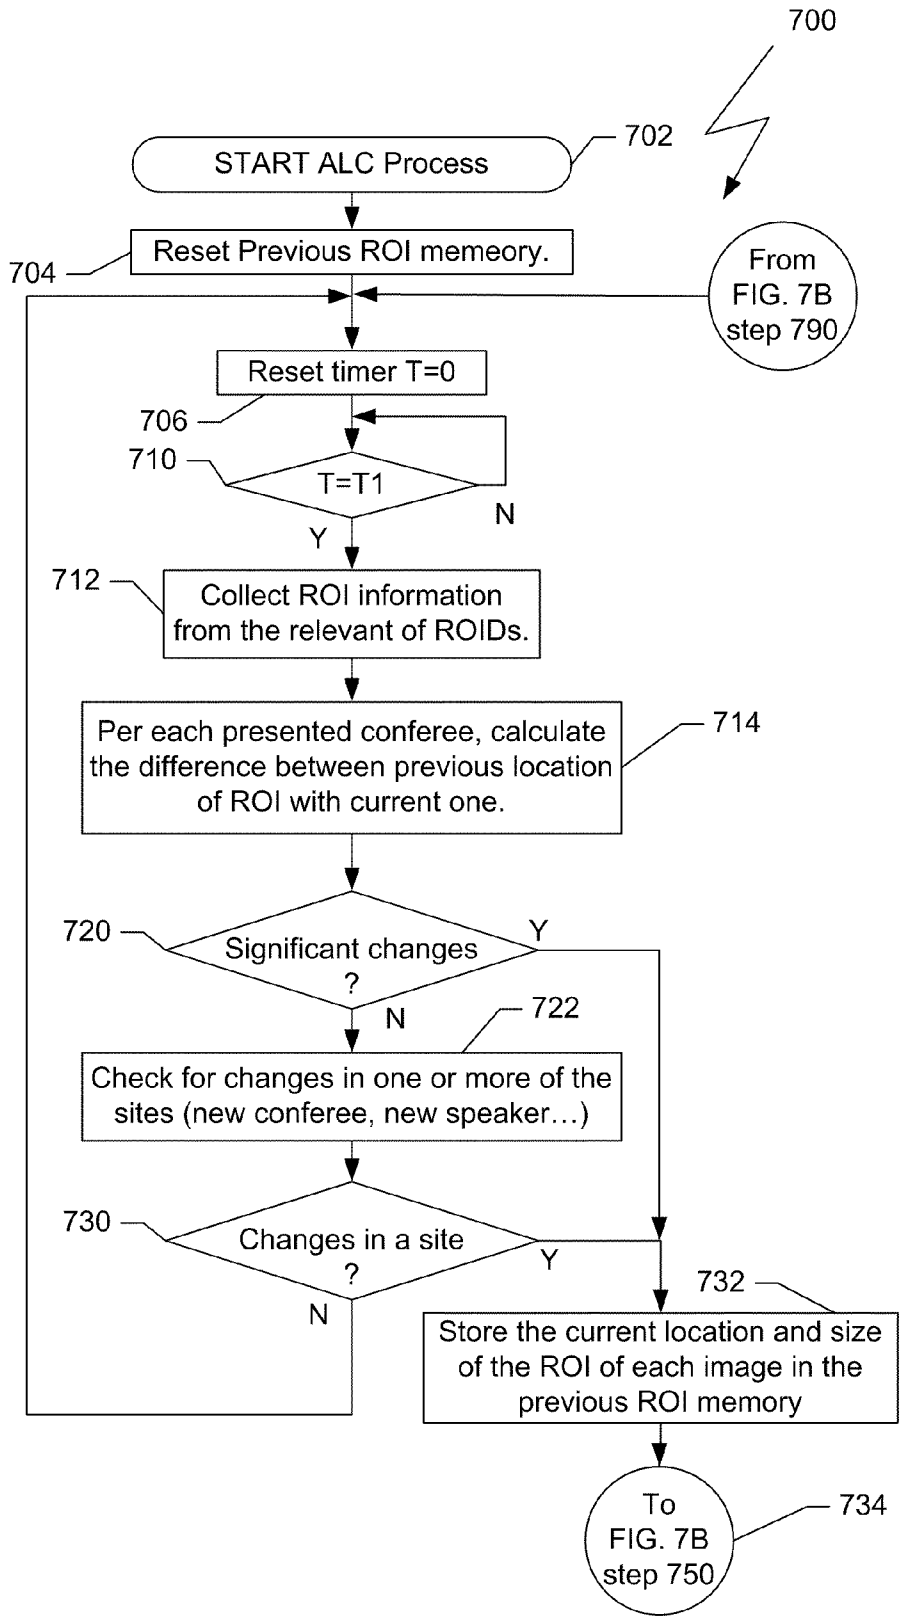 700
START ALC Process
702
Reset Previous ROI memeory.
704
From
FIG. 7B
step 790
Reset timer T=0
706
710
T=T1
N
Y
712
Collect ROI information
from the relevant of ROIDs.
714
Per each presented conferee, calculate
the difference between previous location
of ROI with current one.
720
Significant changes
?
Y
N
722
Check for changes in one or more of the
sites (new conferee, new speaker…)
730
Changes in a site
?
Y
N
732
Store the current location and size
of the ROI of each image in the
previous ROI memory
To
FIG. 7B
step 750
734